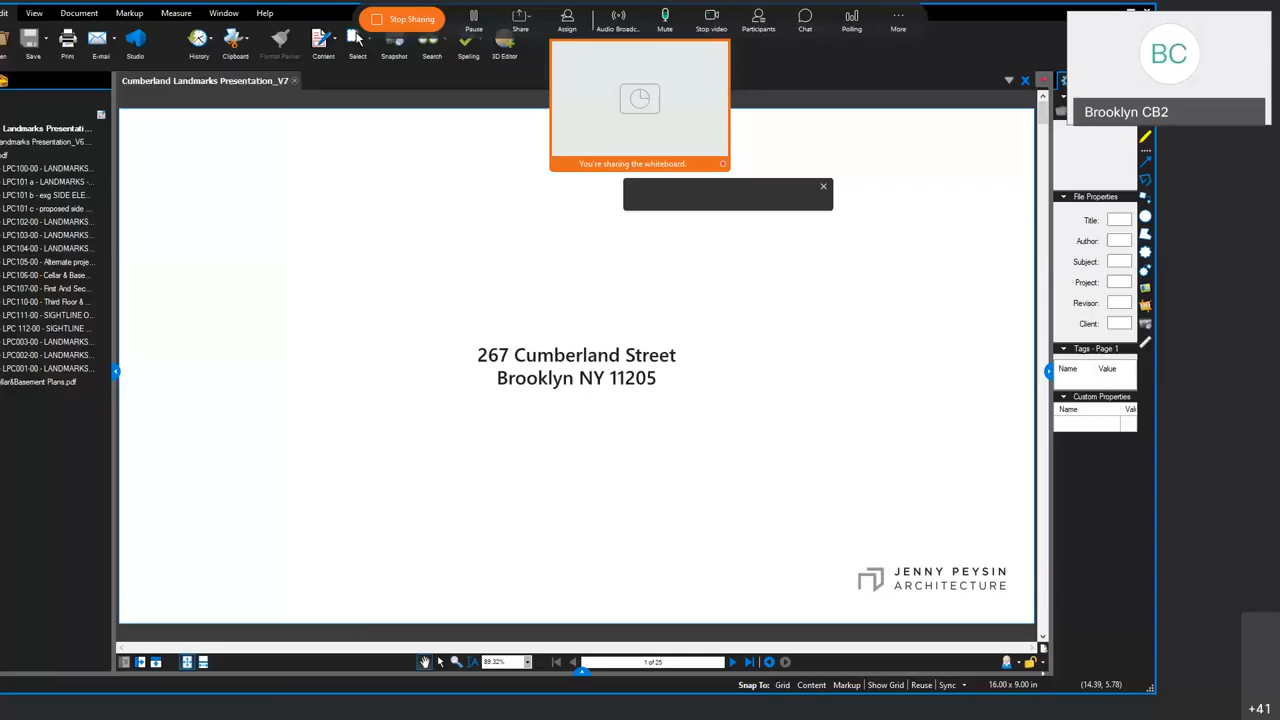 View Document Markup Measure Window Help
Stop Sharing
Pause Share Assign Audio Broadc... Mute Stop video Participants Chat Polling More
BC
Brooklyn CB2
Save Print E-mail Studio History Clipboard Format Painter Content Select Snapshot Search Spelling 3D Editor
Cumberland Landmarks Presentation_V7
You're sharing the whiteboard.
Landmarks Presentati...
andmarks Presentation_V6...
LPC100-00 - LANDMARKS...
LPC101 a - LANDMARKS -...
LPC101 b - exg SIDE ELE...
LPC101 c - proposed side ...
LPC102-00 - LANDMARKS...
LPC103-00 - LANDMARKS...
LPC104-00 - LANDMARKS...
LPC105-00 - Alternate proje...
LPC106-00 - Cellar & Base...
LPC107-00 - First And Sec...
LPC110-00 - Third Floor & ...
LPC111-00 - SIGHTLINE O...
LPC 112-00 - SIGHTLINE ...
LPC003-00 - LANDMARKS...
LPC002-00 - LANDMARKS...
LPC001-00 - LANDMARKS...
ellar&Basement Plans.pdf
267 Cumberland Street
Brooklyn NY 11205
JENNY PEYSIN
ARCHITECTURE
File Properties
Title:
Author:
Subject:
Project:
Revisor:
Client:
Tags - Page 1
Name Value
Custom Properties
Name Val
89.32%
1 of 25
Snap To: Grid Content Markup Show Grid Reuse Sync 16.00 x 9.00 in (14.39, 5.78)
+41